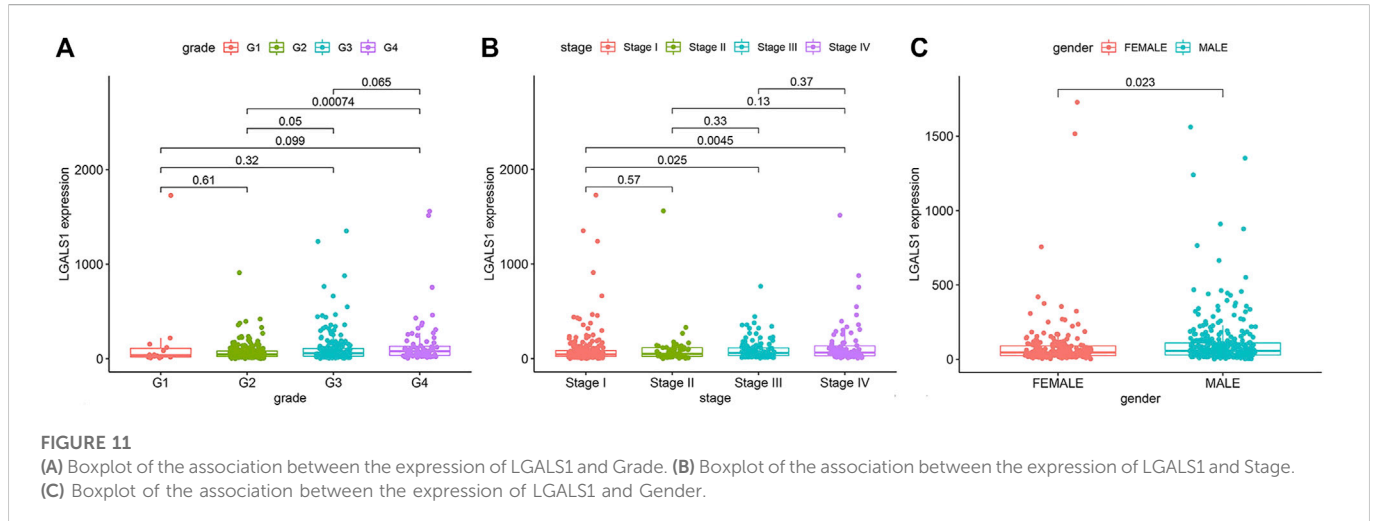 A
grade G1 G2 G3 G4
0.065
0.00074
0.05
0.099
0.32
0.61
2000
1000
0
LGALS1 expression
G1 G2 G3 G4
grade
B
stage Stage I Stage II Stage III Stage IV
0.37
0.13
0.33
0.0045
0.025
0.57
2000
1000
0
LGALS1 expression
Stage I Stage II Stage III Stage IV
stage
C
gender FEMALE MALE
0.023
1500
1000
500
0
LGALS1 expression
FEMALE MALE
gender
FIGURE 11
(A) Boxplot of the association between the expression of LGALS1 and Grade. (B) Boxplot of the association between the expression of LGALS1 and Stage.
(C) Boxplot of the association between the expression of LGALS1 and Gender.